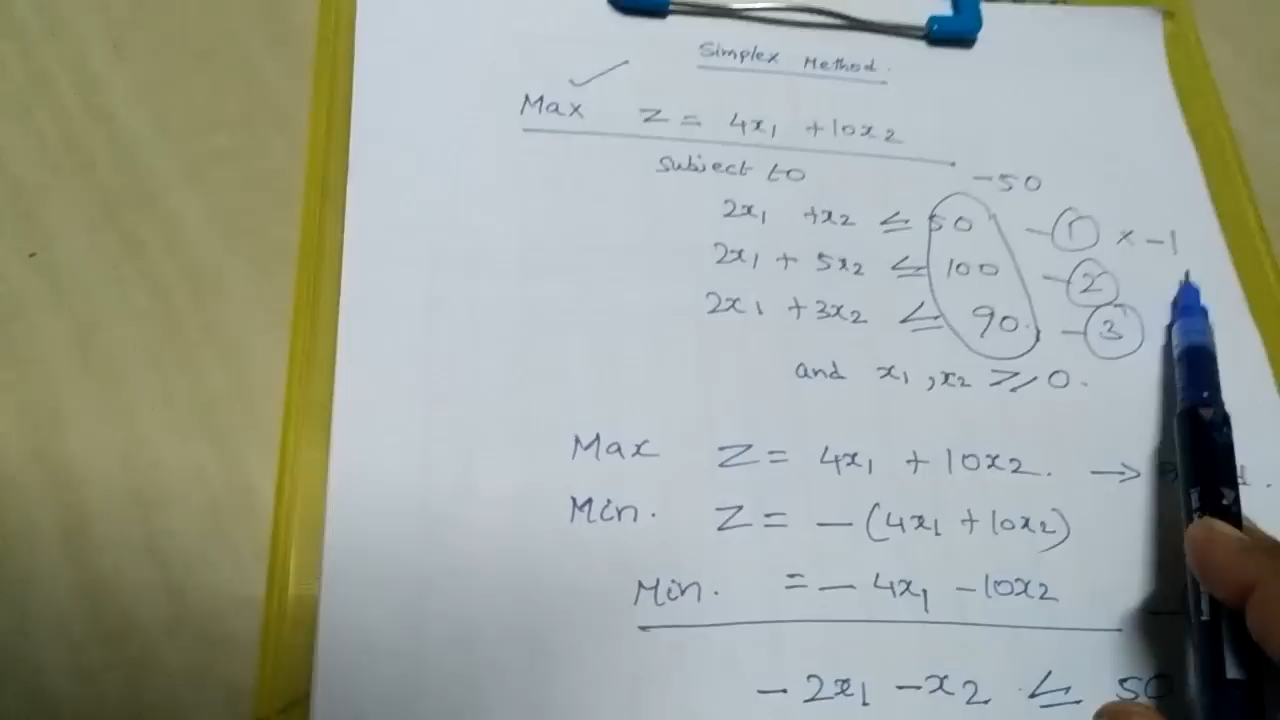 Simplex Method.
Max Z = 4x1 + 10x2
Subject to
-50
2x1 + x2 ≤ 50 - 1 × -1
2x1 + 5x2 ≤ 100 - 2
2x1 + 3x2 ≤ 90. - 3
and x1, x2 ≥ 0.
Max Z = 4x1 + 10x2. →
Min. Z = - (4x1 + 10x2)
Min. = - 4x1 - 10x2
- 2x1 - x2 ≤ 50